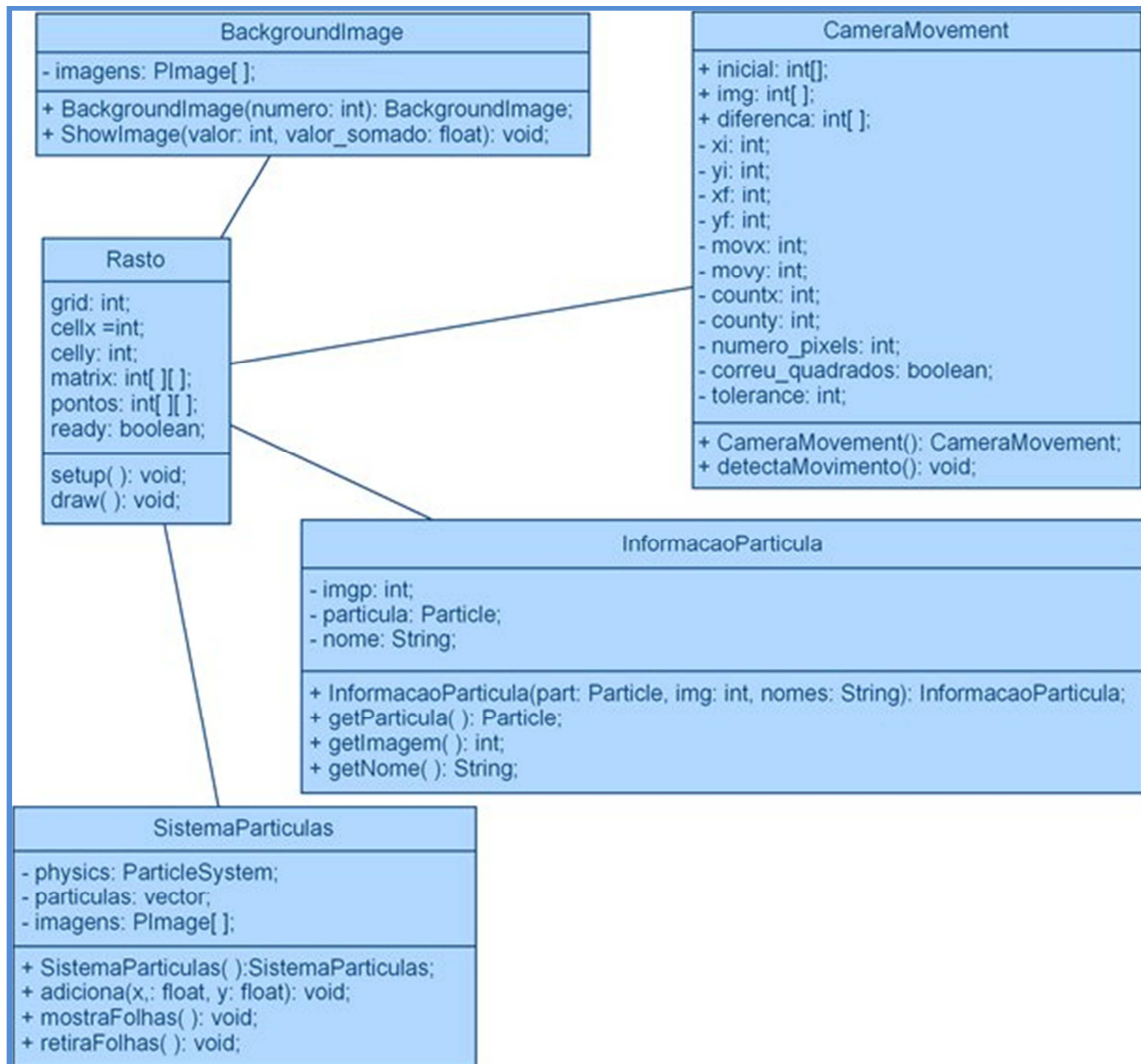 BackgroundImage
- imagens: PImage[ ];
+ BackgroundImage(numero: int): BackgroundImage;
+ ShowImage(valor: int, valor_somado: float): void;
CameraMovement
+ inicial: int[];
+ img: int[ ];
+ diferenca: int[ ];
- xi: int;
- yi: int;
- xf: int;
- yf: int;
- movx: int;
- movy: int;
- countx: int;
- county: int;
- numero_pixels: int;
- correu_quadrados: boolean;
- tolerance: int;
+ CameraMovement(): CameraMovement;
+ detectaMovimento(): void;
Rasto
grid: int;
cellx =int;
celly: int;
matrix: int[ ][ ];
pontos: int[ ][ ];
ready: boolean;
setup( ): void;
draw( ): void;
InformacaoParticula
- imgp: int;
- particula: Particle;
- nome: String;
+ InformacaoParticula(part: Particle, img: int, nomes: String): InformacaoParticula;
+ getParticula( ): Particle;
+ getImagem( ): int;
+ getNome( ): String;
SistemaParticulas
- physics: ParticleSystem;
- particulas: vector;
- imagens: PImage[ ];
+ SistemaParticulas( ):SistemaParticulas;
+ adiciona(x,: float, y: float): void;
+ mostraFolhas( ): void;
+ retiraFolhas( ): void;